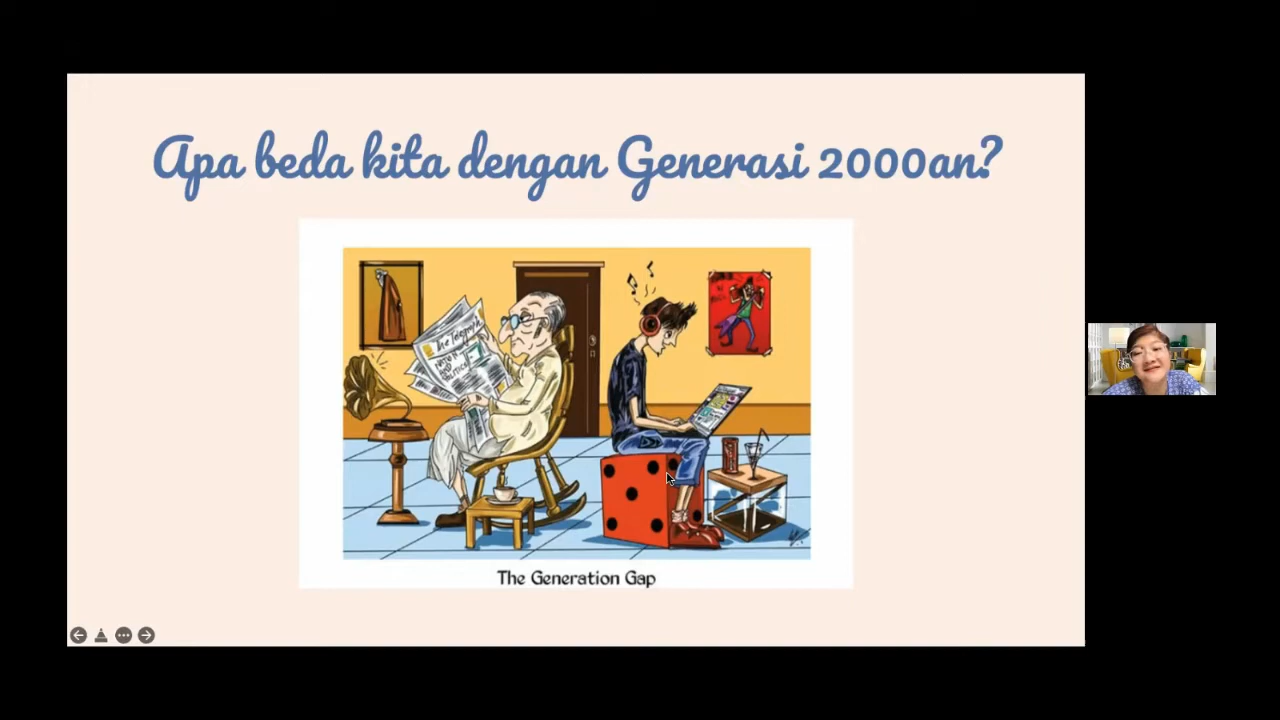 Apa beda kita dengan Generasi 2000an?
The Telegraph
The Generation Gap